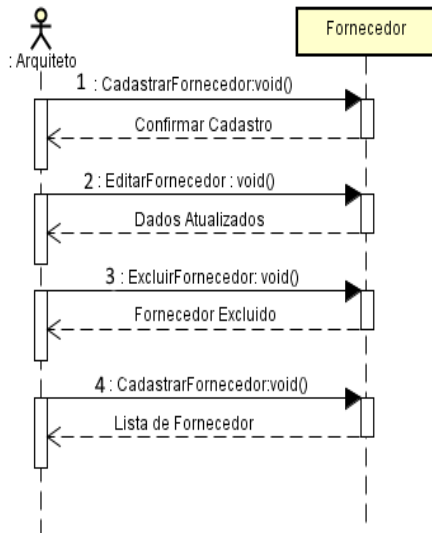 Fornecedor
: Arquiteto
1 : CadastrarFornecedor:void()
Confirmar Cadastro
2 : EditarFornecedor : void()
Dados Atualizados
3 : ExcluirFornecedor: void()
Fornecedor Excluido
4 : CadastrarFornecedor:void()
Lista de Fornecedor